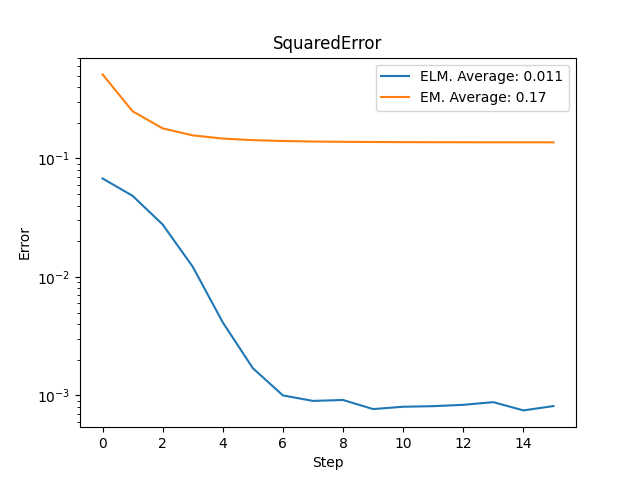 SquaredError
ELM. Average: 0.011
EM. Average: 0.17
Error
10⁻¹
10⁻²
10⁻³
0 2 4 6 8 10 12 14
Step